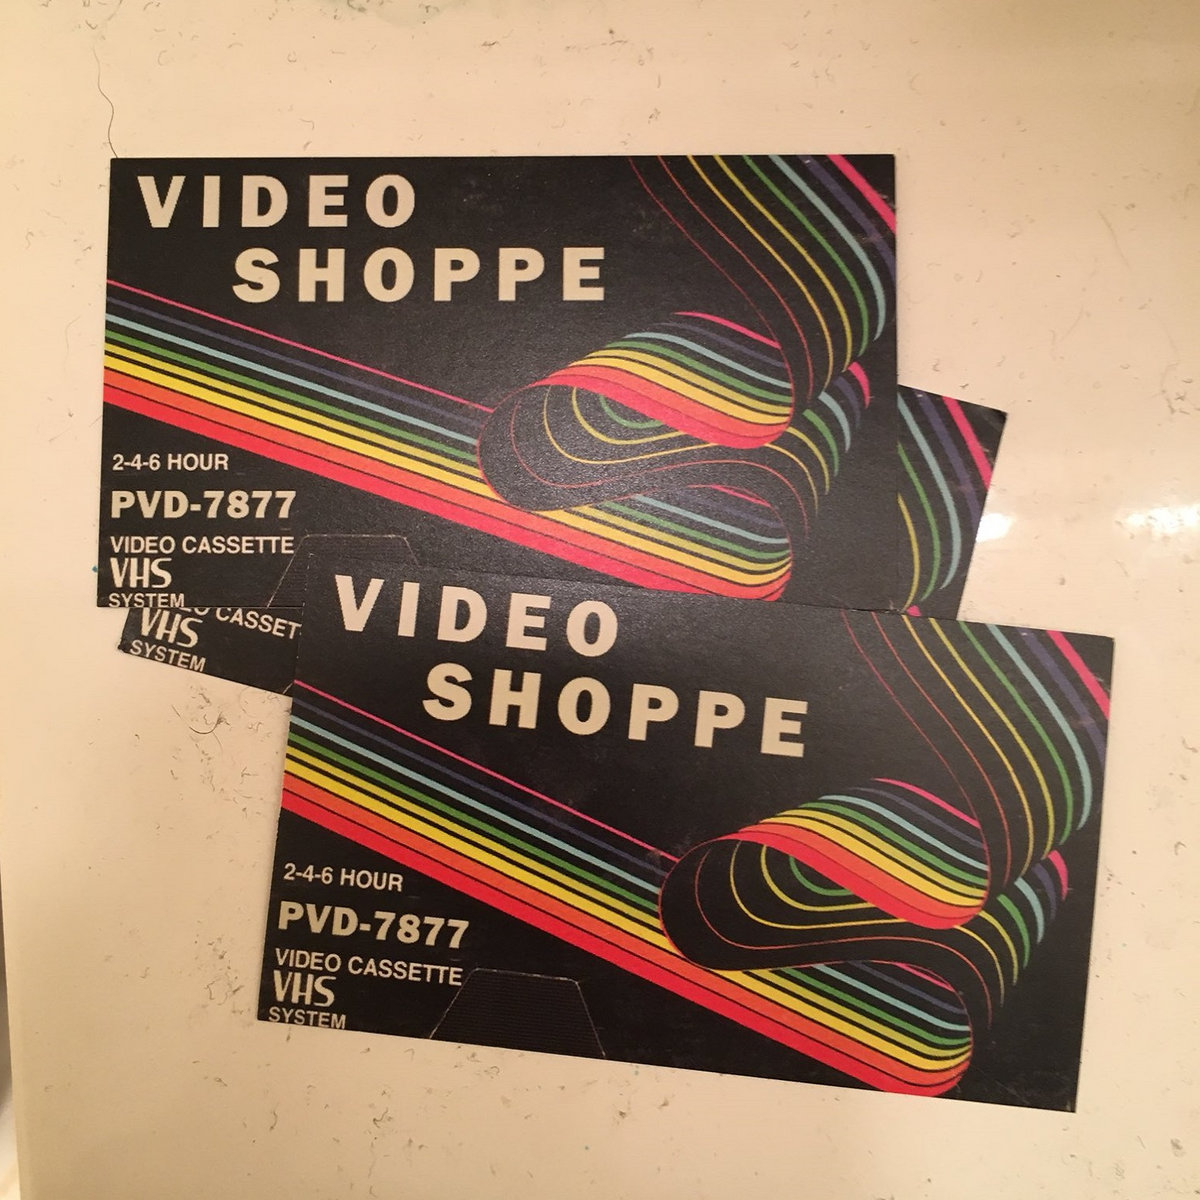 VIDEO
SHOPPE
2-4-6 HOUR
PVD-7877
VIDEO CASSETTE
VHS
SYSTEM
CASSET
VHS
SYSTEM
VIDEO
SHOPPE
2-4-6 HOUR
PVD-7877
VIDEO CASSETTE
VHS
SYSTEM